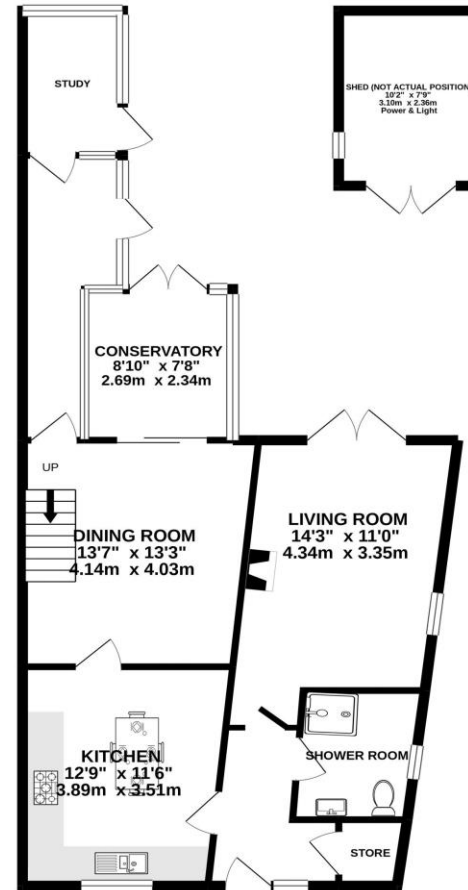 STUDY
SHED (NOT ACTUAL POSITION)
10'2" x 7'9"
3.10m x 2.36m
Power & Light
CONSERVATORY
8'10" x 7'8"
2.69m x 2.34m
UP
DINING ROOM
13'7" x 13'3"
4.14m x 4.03m
LIVING ROOM
14'3" x 11'0"
4.34m x 3.35m
KITCHEN
12'9" x 11'6"
3.89m x 3.51m
SHOWER ROOM
STORE